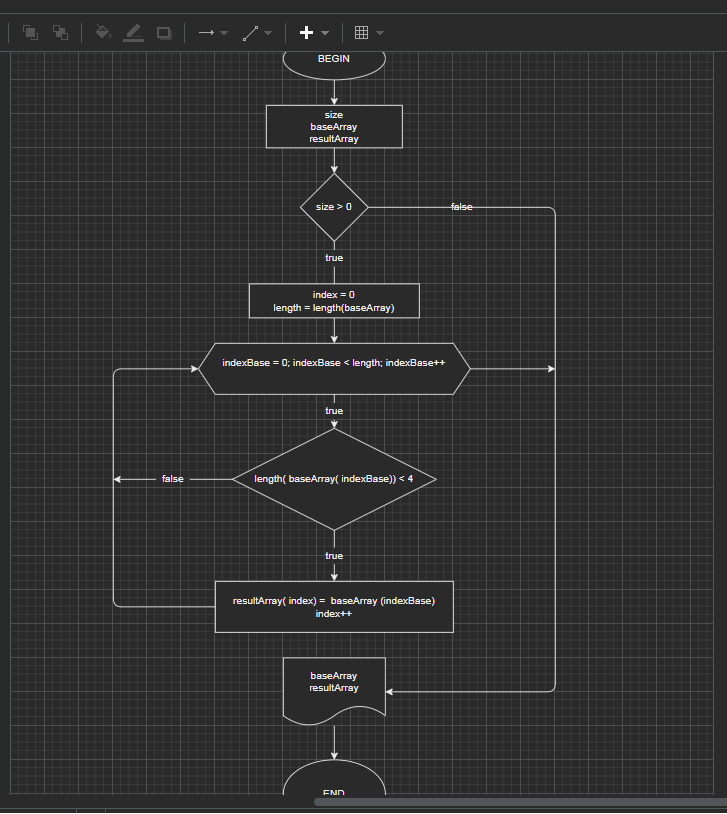 BEGIN
size
baseArray
resultArray
size > 0
false
true
index = 0
length = length(baseArray)
indexBase = 0; indexBase < length; indexBase++
true
length( baseArray( indexBase)) < 4
false
true
resultArray( index) = baseArray (indexBase)
index++
baseArray
resultArray
END